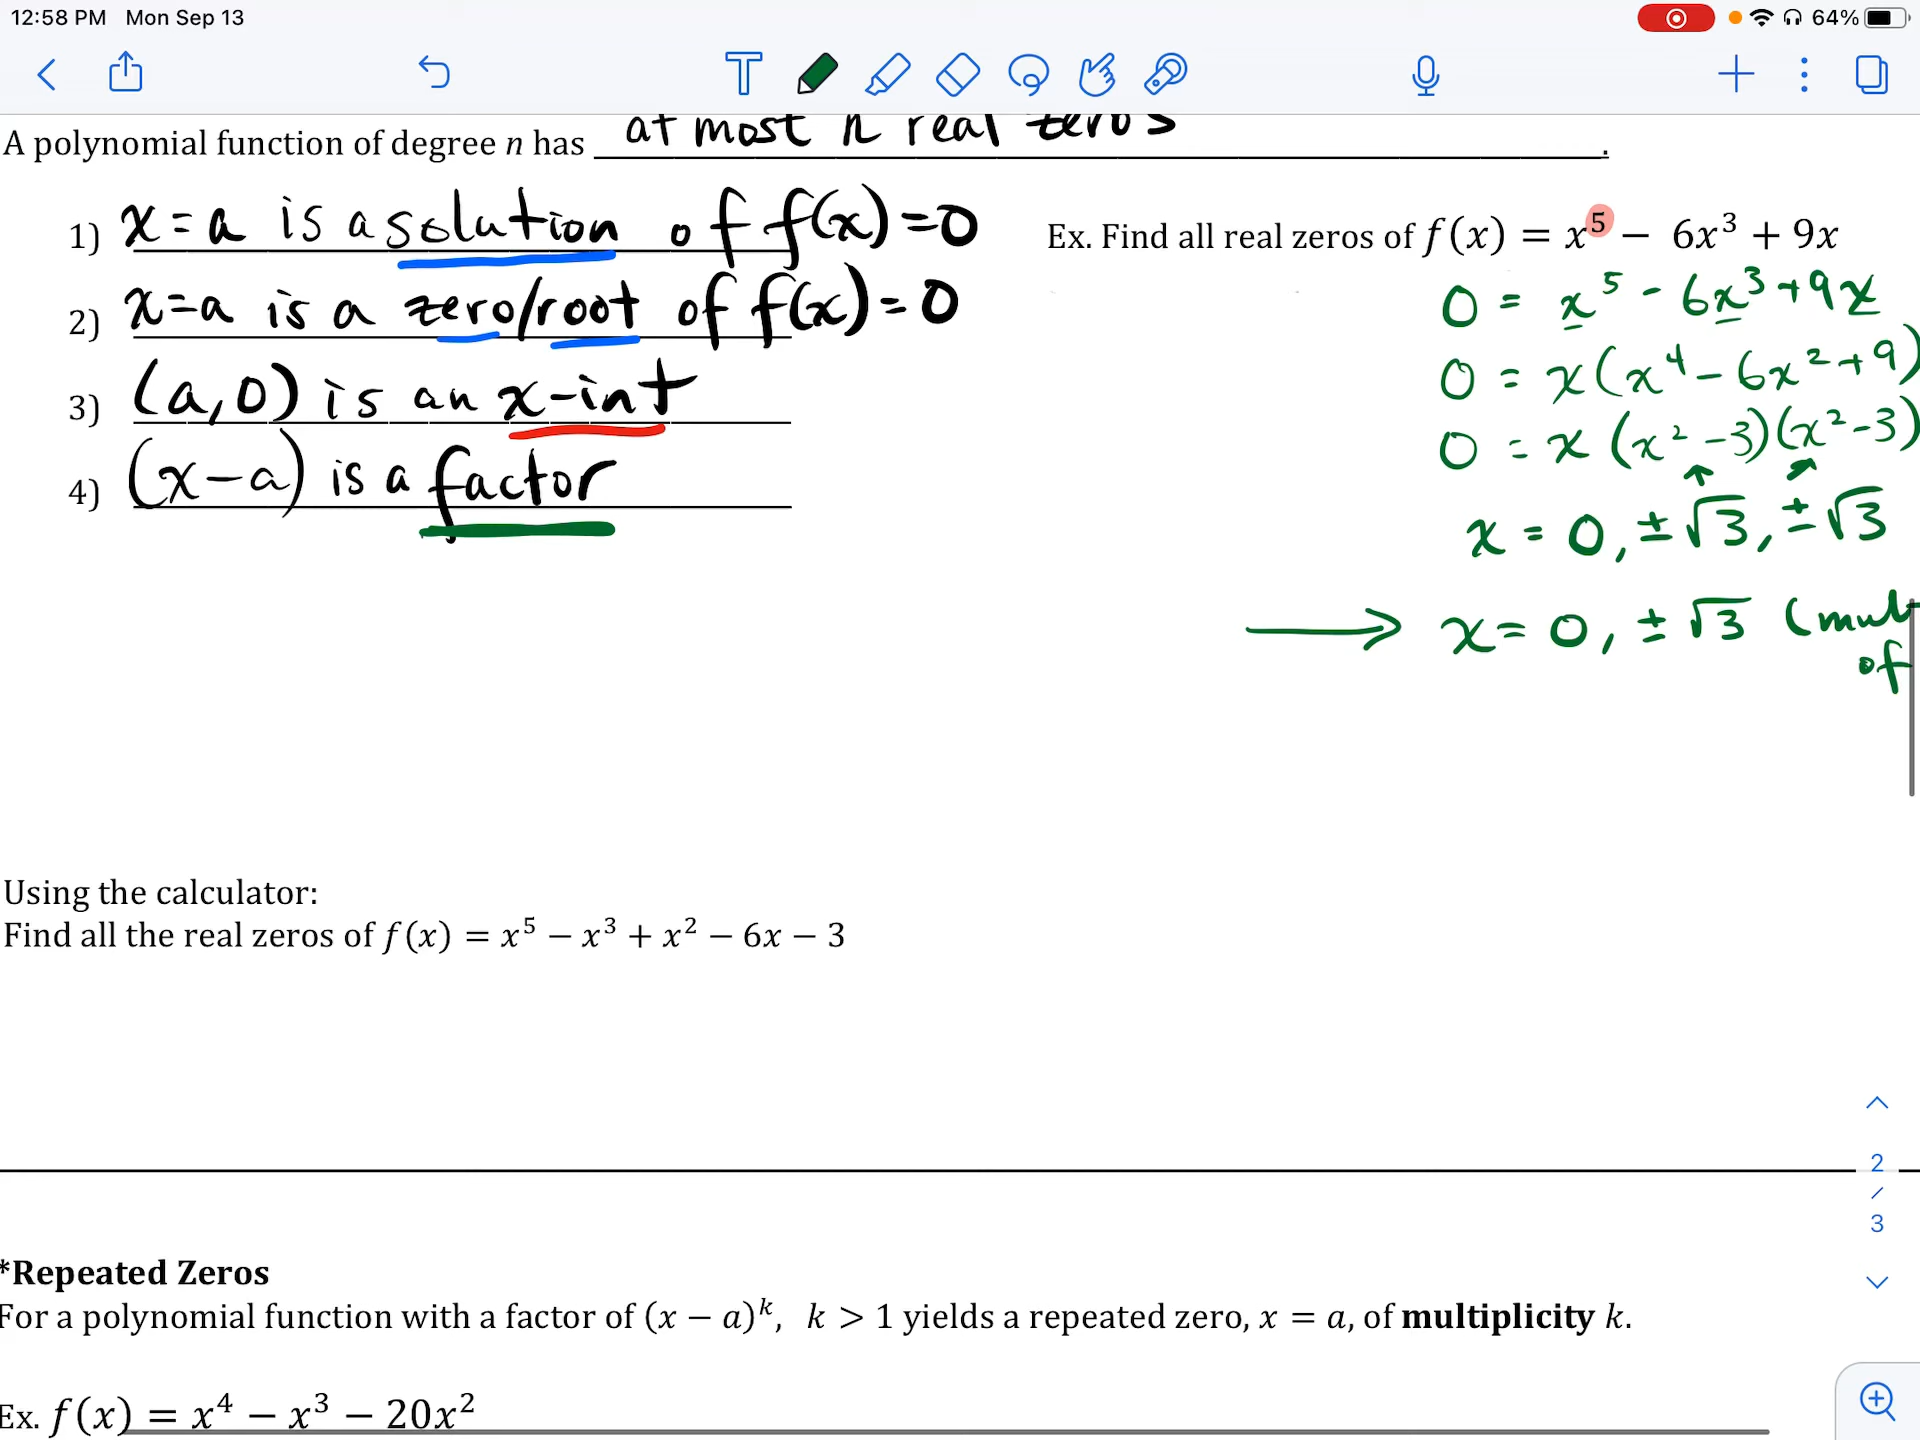 12:58 PM Mon Sep 13
64%
A polynomial function of degree n has at most n real zeros.
1) x = a is a solution of f(x) = 0
2) x = a is a zero/root of f(x) = 0
3) (a, 0) is an x-int
4) (x - a) is a factor
Ex. Find all real zeros of f(x) = x⁵ − 6x³ + 9x
0 = x⁵ - 6x³ + 9x
0 = x(x⁴ - 6x² + 9)
0 = x(x² - 3)(x² - 3)
x = 0, ±√3, ±√3
→ x = 0, ±√3 (mul
of
Using the calculator:
Find all the real zeros of f(x) = x⁵ − x³ + x² − 6x − 3
2
/
3
*Repeated Zeros
For a polynomial function with a factor of (x − a)ᵏ, k > 1 yields a repeated zero, x = a, of multiplicity k.
Ex. f(x) = x⁴ − x³ − 20x²